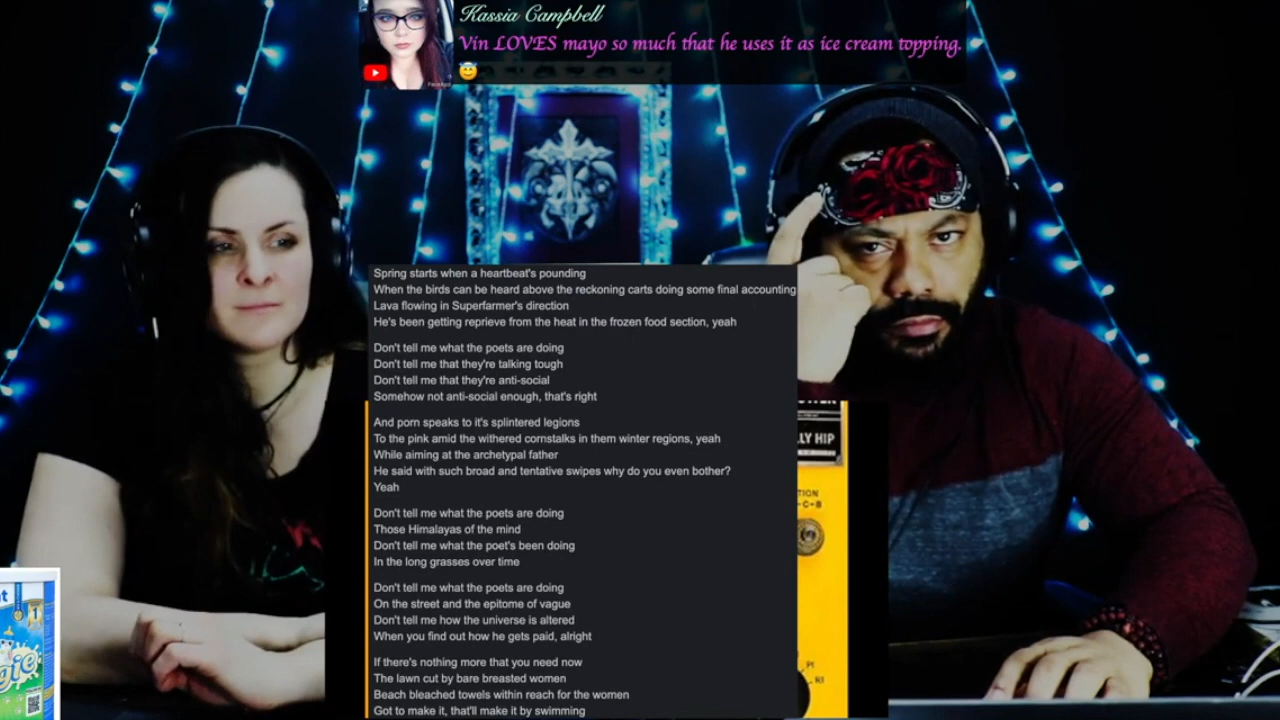 Kassia Campbell
Vin LOVES mayo so much that he uses it as ice cream topping.
😇
Spring starts when a heartbeat's pounding
When the birds can be heard above the reckoning carts doing some final accounting
Lava flowing in Superfarmer's direction
He's been getting reprieve from the heat in the frozen food section, yeah
Don't tell me what the poets are doing
Don't tell me that they're talking tough
Don't tell me that they're anti-social
Somehow not anti-social enough, that's right
And porn speaks to it's splintered legions
To the pink amid the withered cornstalks in them winter regions, yeah
While aiming at the archetypal father
He said with such broad and tentative swipes why do you even bother?
Yeah
Don't tell me what the poets are doing
Those Himalayas of the mind
Don't tell me what the poet's been doing
In the long grasses over time
Don't tell me what the poets are doing
On the street and the epitome of vague
Don't tell me how the universe is altered
When you find out how he gets paid, alright
If there's nothing more that you need now
The lawn cut by bare breasted women
Beach bleached towels within reach for the women
Got to make it, that'll make it by swimming
LY HIP
TION
-C-B
PI
RI
1
gie